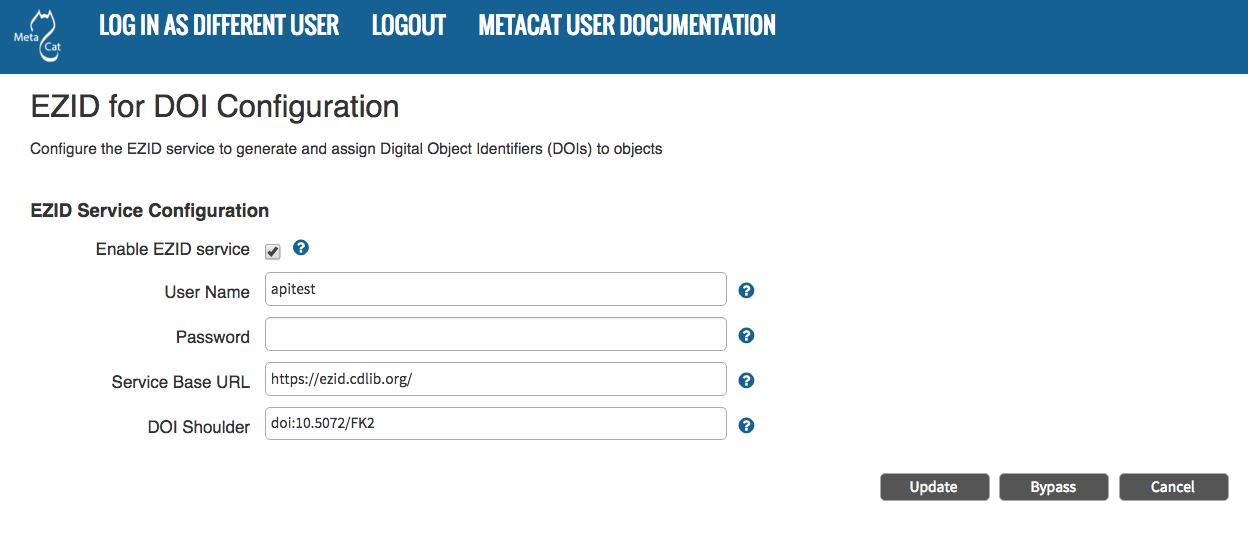 Meta
Cat
LOG IN AS DIFFERENT USER LOGOUT METACAT USER DOCUMENTATION
EZID for DOI Configuration
Configure the EZID service to generate and assign Digital Object Identifiers (DOIs) to objects
EZID Service Configuration
Enable EZID service ?
User Name apitest ?
Password ?
Service Base URL https://ezid.cdlib.org/ ?
DOI Shoulder doi:10.5072/FK2 ?
Update Bypass Cancel